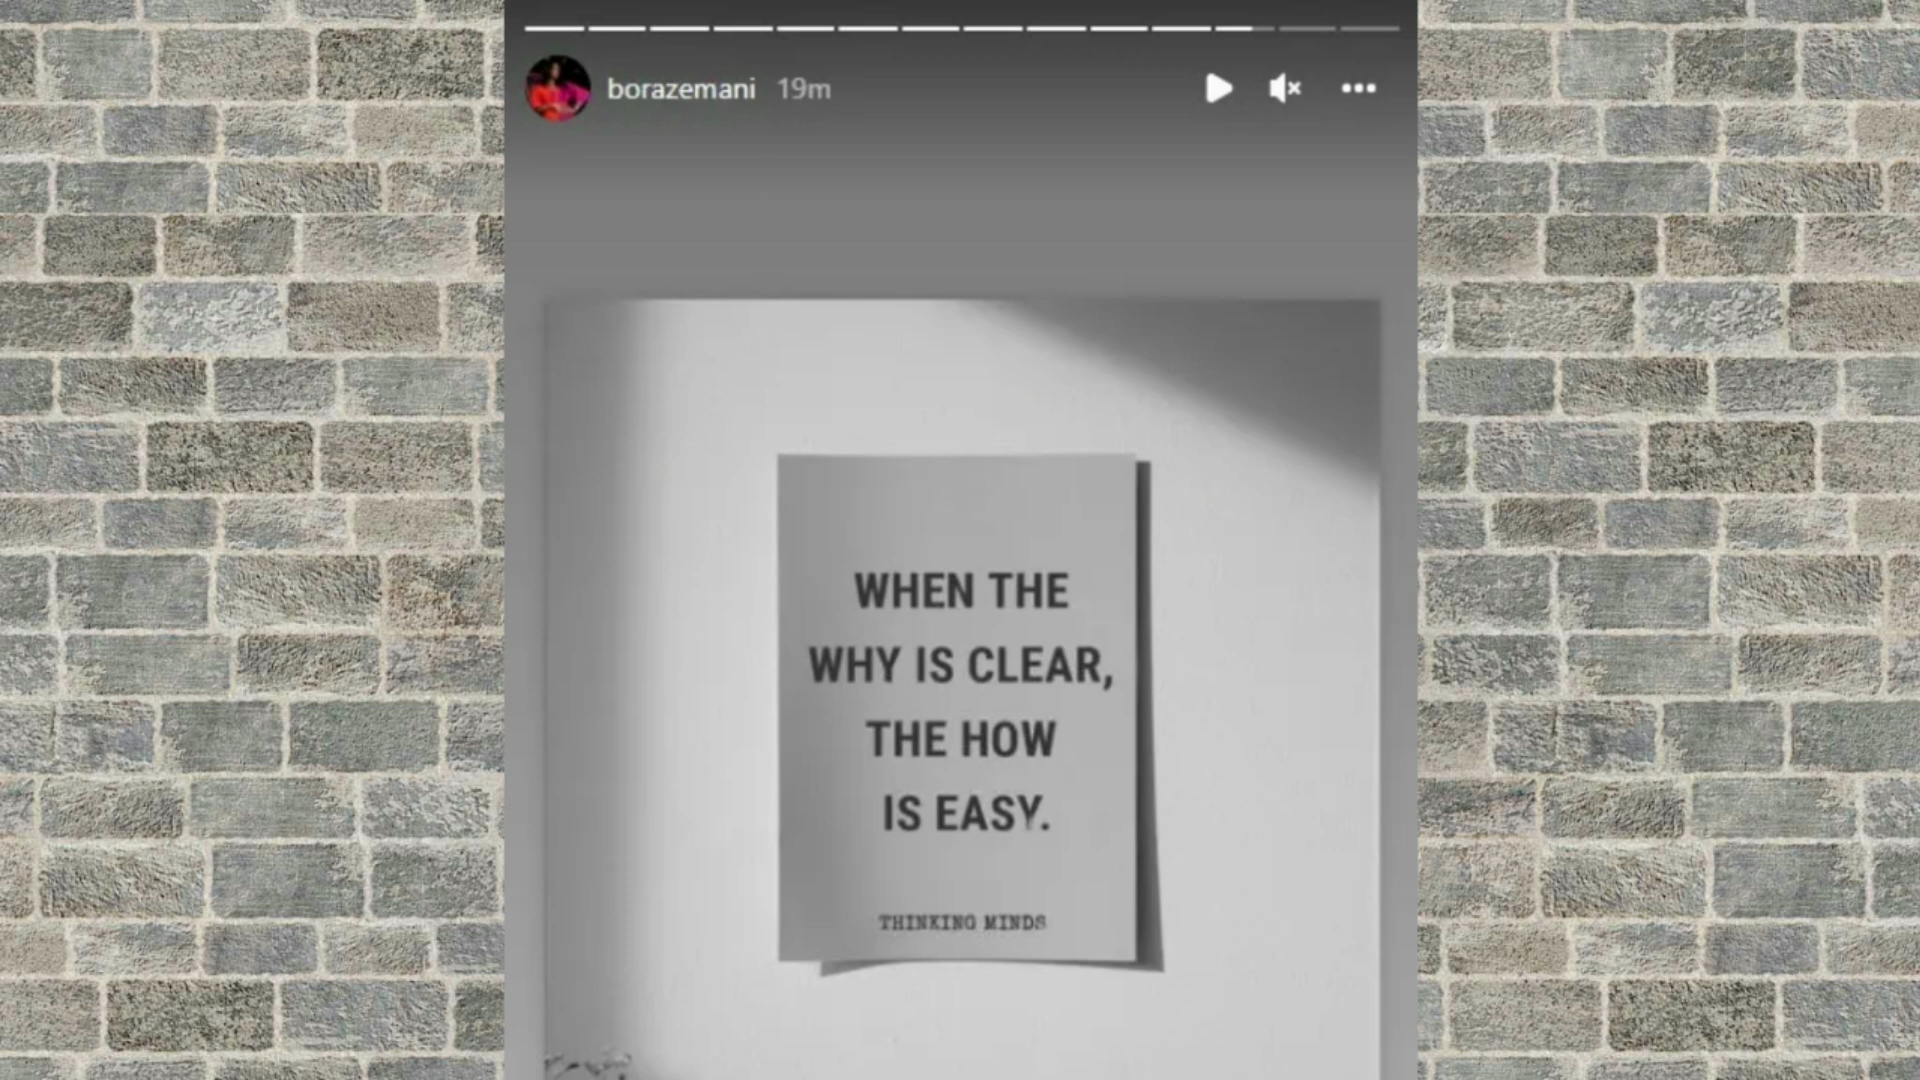 borazemani 19m
WHEN THE
WHY IS CLEAR,
THE HOW
IS EASY.
THINKING MINDS